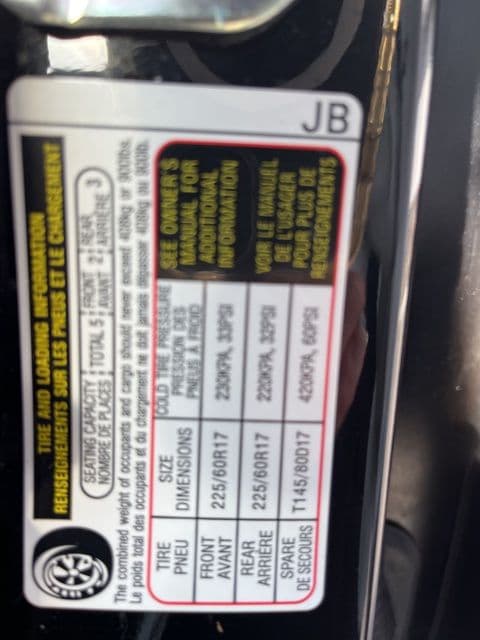 TIRE AND LOADING INFORMATION
RENSEIGNEMENTS SUR LES PNEUS ET LE CHARGEMENT
SEATING CAPACITY TOTAL 5 FRONT 2 REAR 3
NOMBRE DE PLACES AVANT ARRIÈRE
The combined weight of occupants and cargo should never exceed 408kg or 900lbs.
Le poids total des occupants et du chargement ne doit jamais dépasser 408kg ou 900lb.
TIRE SIZE COLD TIRE PRESSURE
PNEU DIMENSIONS PRESSION DES
PNEUS À FROID
FRONT
AVANT 225/60R17 230KPA, 33PSI
REAR
ARRIÈRE 225/60R17 220KPA, 32PSI
SPARE
DE SECOURS T145/80D17 420KPA, 60PSI
SEE OWNER'S
MANUAL FOR
ADDITIONAL
INFORMATION
VOIR LE MANUEL
DE L'USAGER
POUR PLUS DE
RENSEIGNEMENTS
JB